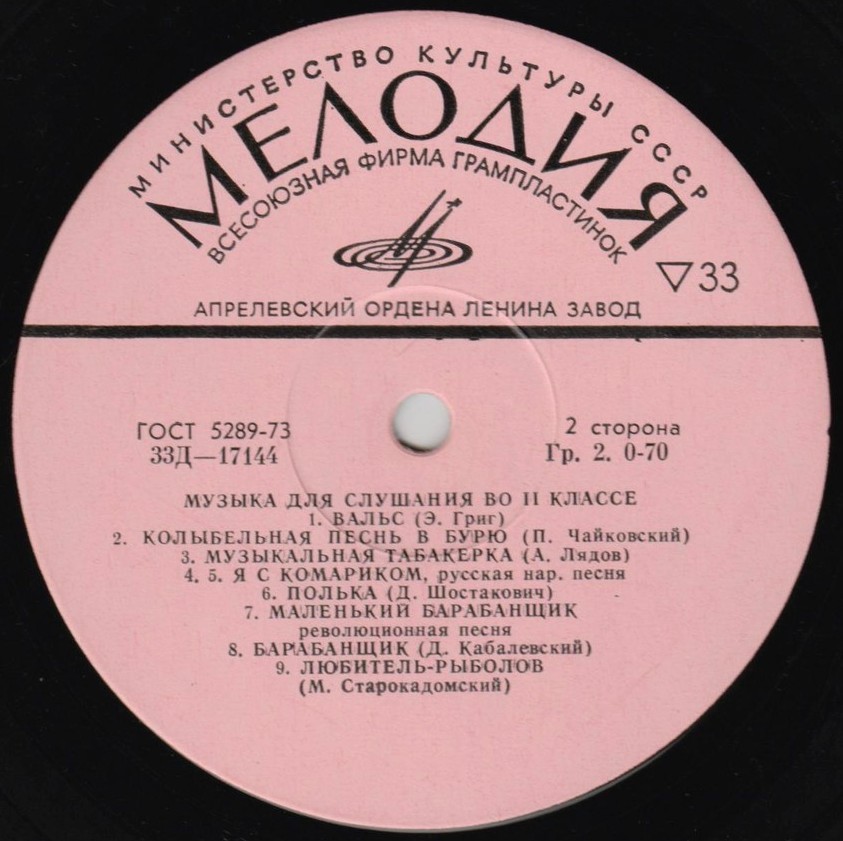 МИНИСТЕРСТВО КУЛЬТУРЫ СССР
МЕЛОДИЯ
ВСЕСОЮЗНАЯ ФИРМА ГРАМПЛАСТИНОК
▽33
АПРЕЛЕВСКИЙ ОРДЕНА ЛЕНИНА ЗАВОД
ГОСТ 5289-73
33Д—17144
2 сторона
Гр. 2. 0-70
МУЗЫКА ДЛЯ СЛУШАНИЯ ВО II КЛАССЕ
1. ВАЛЬС (Э. Григ)
2. КОЛЫБЕЛЬНАЯ ПЕСНЬ В БУРЮ (П. Чайковский)
3. МУЗЫКАЛЬНАЯ ТАБАКЕРКА (А. Лядов)
4. 5. Я С КОМАРИКОМ, русская нар. песня
6. ПОЛЬКА (Д. Шостакович)
7. МАЛЕНЬКИЙ БАРАБАНЩИК
революционная песня
8. БАРАБАНЩИК (Д. Кабалевский)
9. ЛЮБИТЕЛЬ-РЫБОЛОВ
(М. Старокадомский)